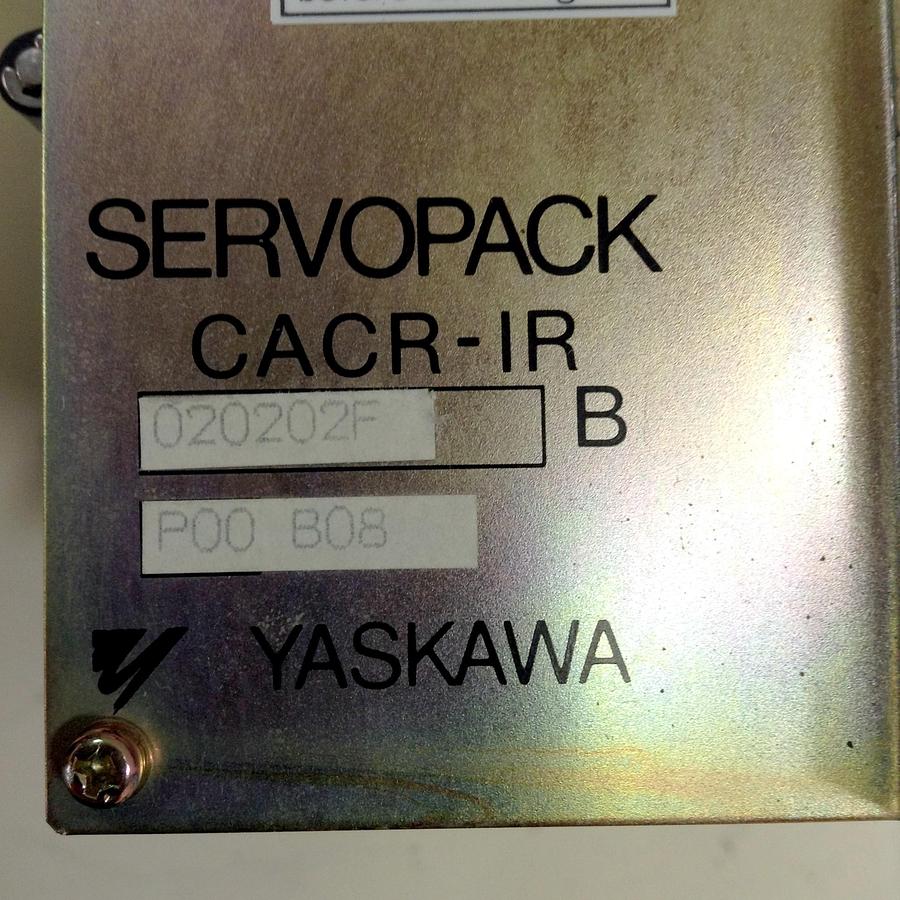 SERVOPACK
CACR-IR
020202F B
P00 B08
YASKAWA